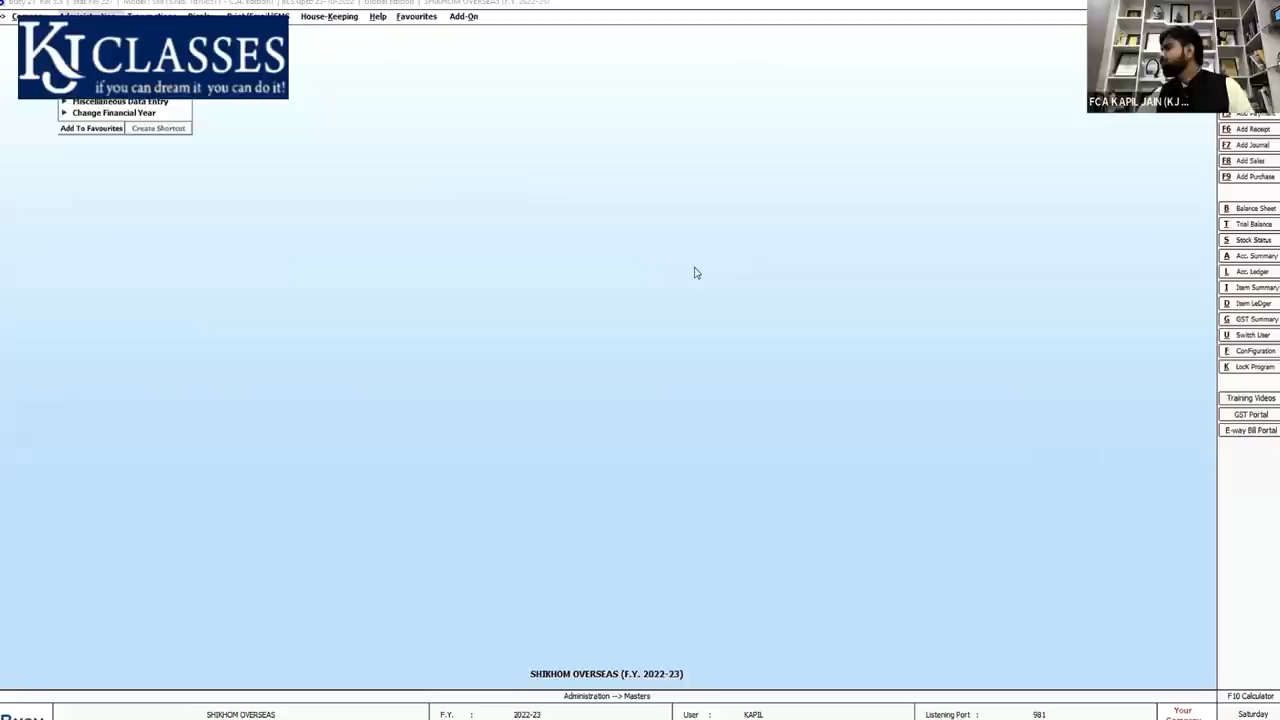 House-Keeping Help Favourites Add-On
KJ CLASSES
if you can dream it you can do it!
FCA KAPIL JAIN (KJ ...
Miscellaneous Data Entry
Change Financial Year
Add To Favourites Create Shortcut
F6 Add Receipt
F7 Add Journal
F8 Add Sales
F9 Add Purchase
B Balance Sheet
T Trial Balance
S Stock Status
A Acc. Summary
L Acc. Ledger
I Item Summary
D Item LeDger
G GST Summary
U Switch User
F ConFiguration
K LocK Program
Training Videos
GST Portal
E-way Bill Portal
SHIKHOM OVERSEAS (F.Y. 2022-23)
Administration --> Masters
F10 Calculator
SHIKHOM OVERSEAS
F.Y. : 2022-23
User : KAPIL
Listening Port : 981
Your
Saturday